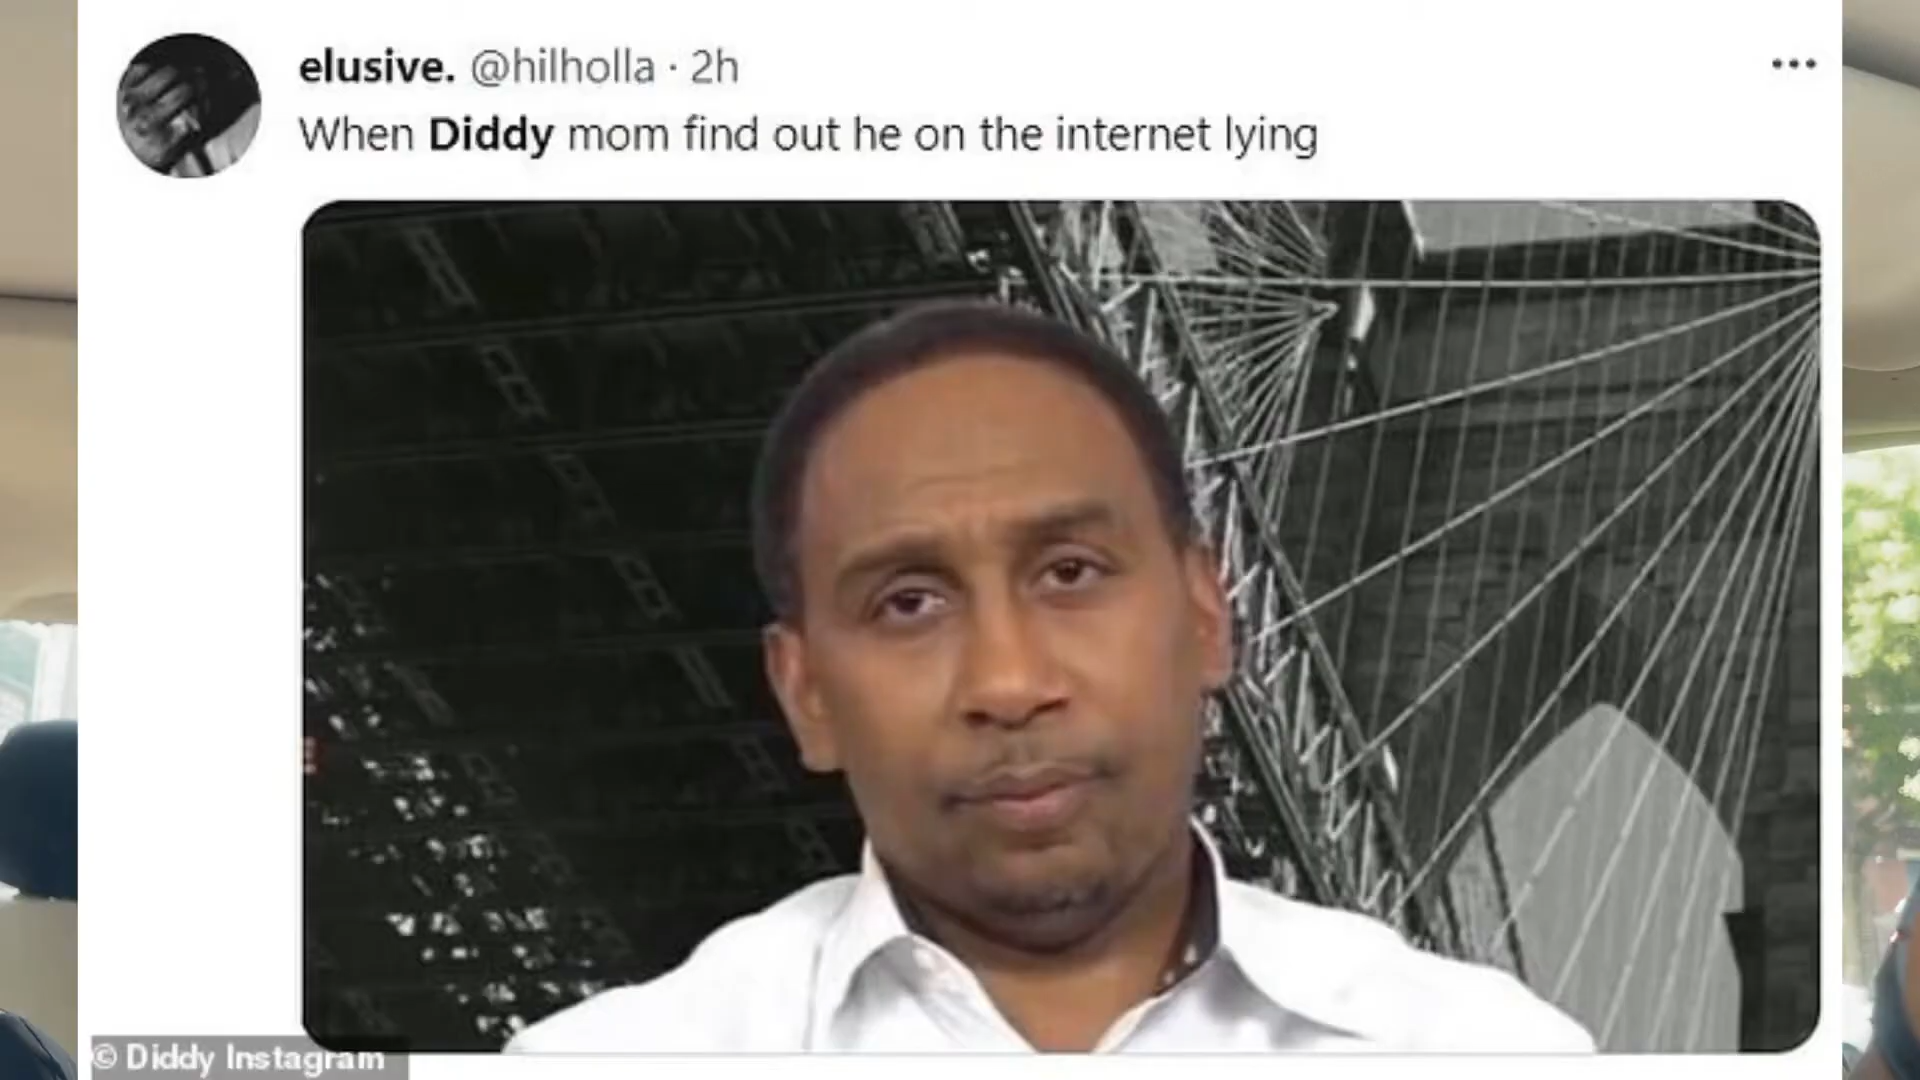 elusive. @hilholla · 2h
When Diddy mom find out he on the internet lying
© Diddy Instagram